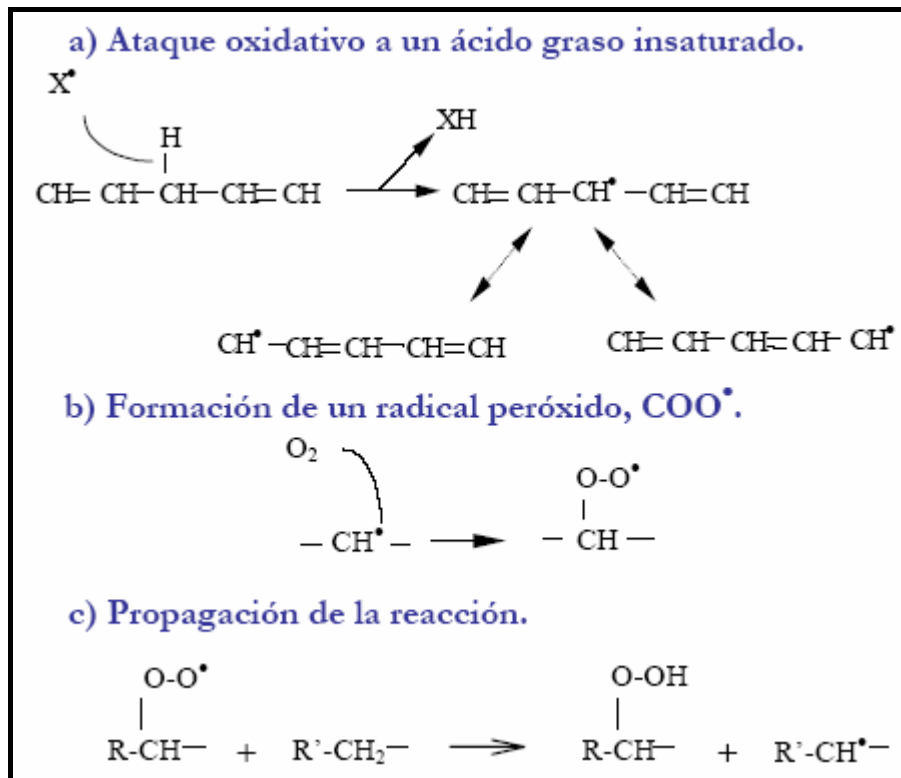 a) Ataque oxidativo a un ácido graso insaturado.
X•
XH
H
CH=CH-CH-CH=CH
CH=CH-CH•-CH=CH
CH•-CH=CH-CH=CH
CH=CH-CH=CH-CH•
b) Formación de un radical peróxido, COO•.
O₂
O-O•
— CH• —
— CH —
c) Propagación de la reacción.
O-O•
O-OH
R-CH— + R'-CH₂— R-CH— + R'-CH•—